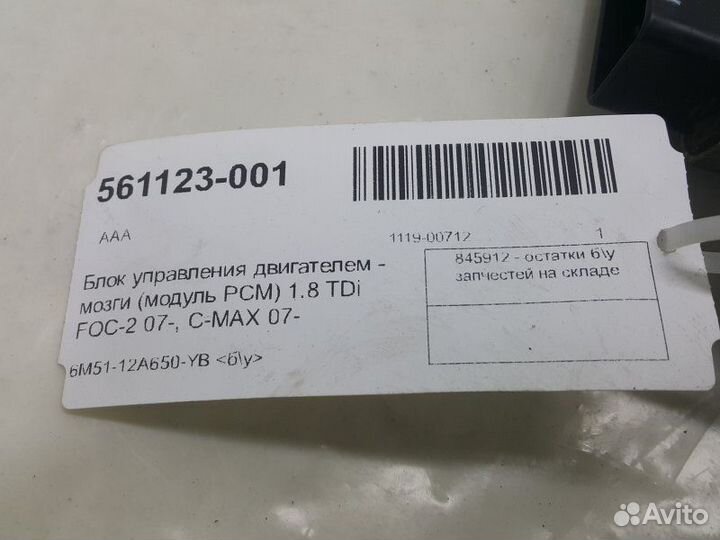 561123-001
AAA
1119-00712 1
Блок управления двигателем -
мозги (модуль PCM) 1.8 TDi
FOC-2 07-, C-MAX 07-
6M51-12A650-YB <б\у>
845912 - остатки б\у
запчестей на складе
Avito